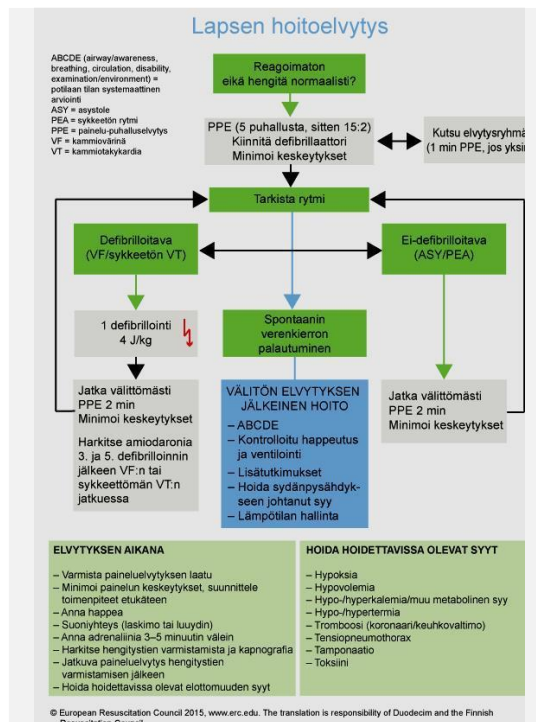 Lapsen hoitoelvytys
ABCDE (airway/awareness,
breathing, circulation, disability,
examination/environment) =
potilaan tilan systemaattinen
arviointi
ASY = asystole
PEA = sykkeetön rytmi
PPE = painelu-puhalluselvytys
VF = kammiovärinä
VT = kammiotakykardia
Reagoimaton
eikä hengitä normaalisti?
PPE (5 puhallusta, sitten 15:2)
Kiinnitä defibrillaattori
Minimoi keskeytykset
Kutsu elvytysryhmä
(1 min PPE, jos yksin
Tarkista rytmi
Defibrilloitava
(VF/sykkeetön VT)
Ei-defibrilloitava
(ASY/PEA)
1 defibrillointi
4 J/kg
Spontaanin
verenkierron
palautuminen
Jatka välittömästi
PPE 2 min
Minimoi keskeytykset
Harkitse amiodaronia
3. ja 5. defibrilloinnin
jälkeen VF:n tai
sykkeettömän VT:n
jatkuessa
VÄLITÖN ELVYTYKSEN
JÄLKEINEN HOITO
– ABCDE
– Kontrolloitu happeutus
ja ventilointi
– Lisätutkimukset
– Hoida sydänpysähdyk-
seen johtanut syy
– Lämpötilan hallinta
Jatka välittömästi
PPE 2 min
Minimoi keskeytykset
ELVYTYKSEN AIKANA
– Varmista paineluelvytyksen laatu
– Minimoi painelun keskeytykset, suunnittele
toimenpiteet etukäteen
– Anna happea
– Suoniyhteys (laskimo tai luuydin)
– Anna adrenaliinia 3–5 minuutin välein
– Harkitse hengitystien varmistamista ja kapnografia
– Jatkuva paineluelvytys hengitystien
varmistamisen jälkeen
– Hoida hoidettavissa olevat elottomuuden syyt
HOIDA HOIDETTAVISSA OLEVAT SYYT
– Hypoksia
– Hypovolemia
– Hypo-/hyperkalemia/muu metabolinen syy
– Hypo-/hypertermia
– Tromboosi (koronaari/keuhkovaltimo)
– Tensiopneumothorax
– Tamponaatio
– Toksiini
© European Resuscitation Council 2015, www.erc.edu. The translation is responsibility of Duodecim and the Finnish
Resuscitation Council